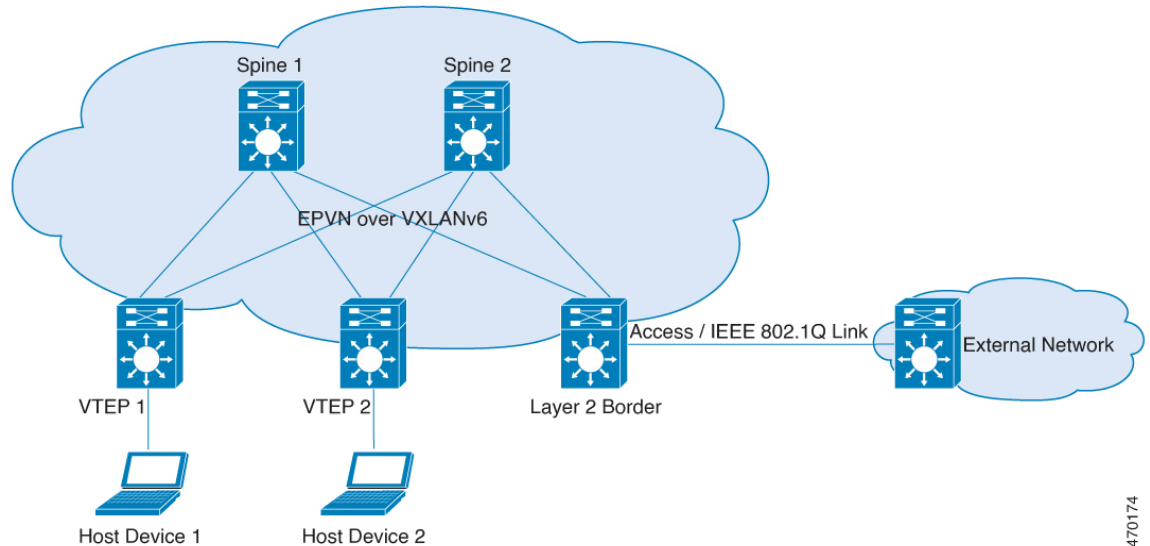 Spine 1
Spine 2
EPVN over VXLANv6
Access / IEEE 802.1Q Link
External Network
VTEP 1
VTEP 2
Layer 2 Border
Host Device 1
Host Device 2
470174